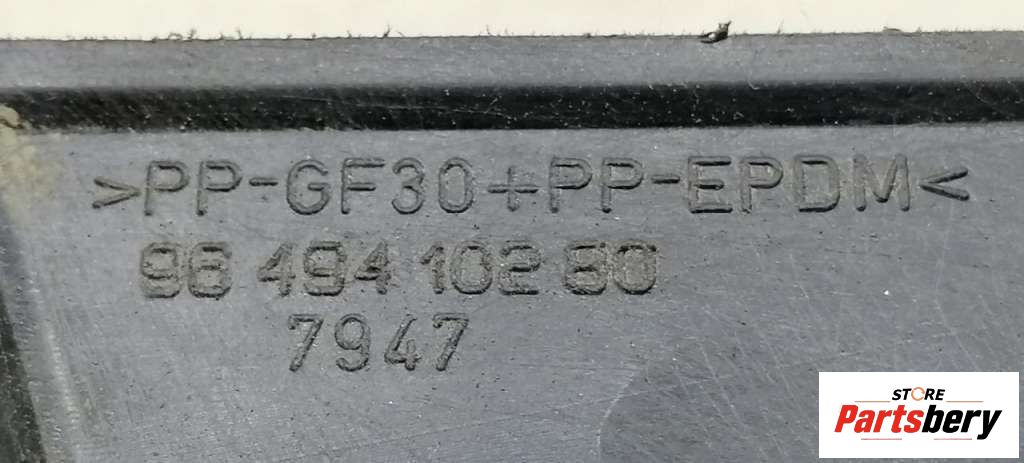 >PP-GF30+PP-EPDM<
96 494 102 80
7947
STORE
Partsbery